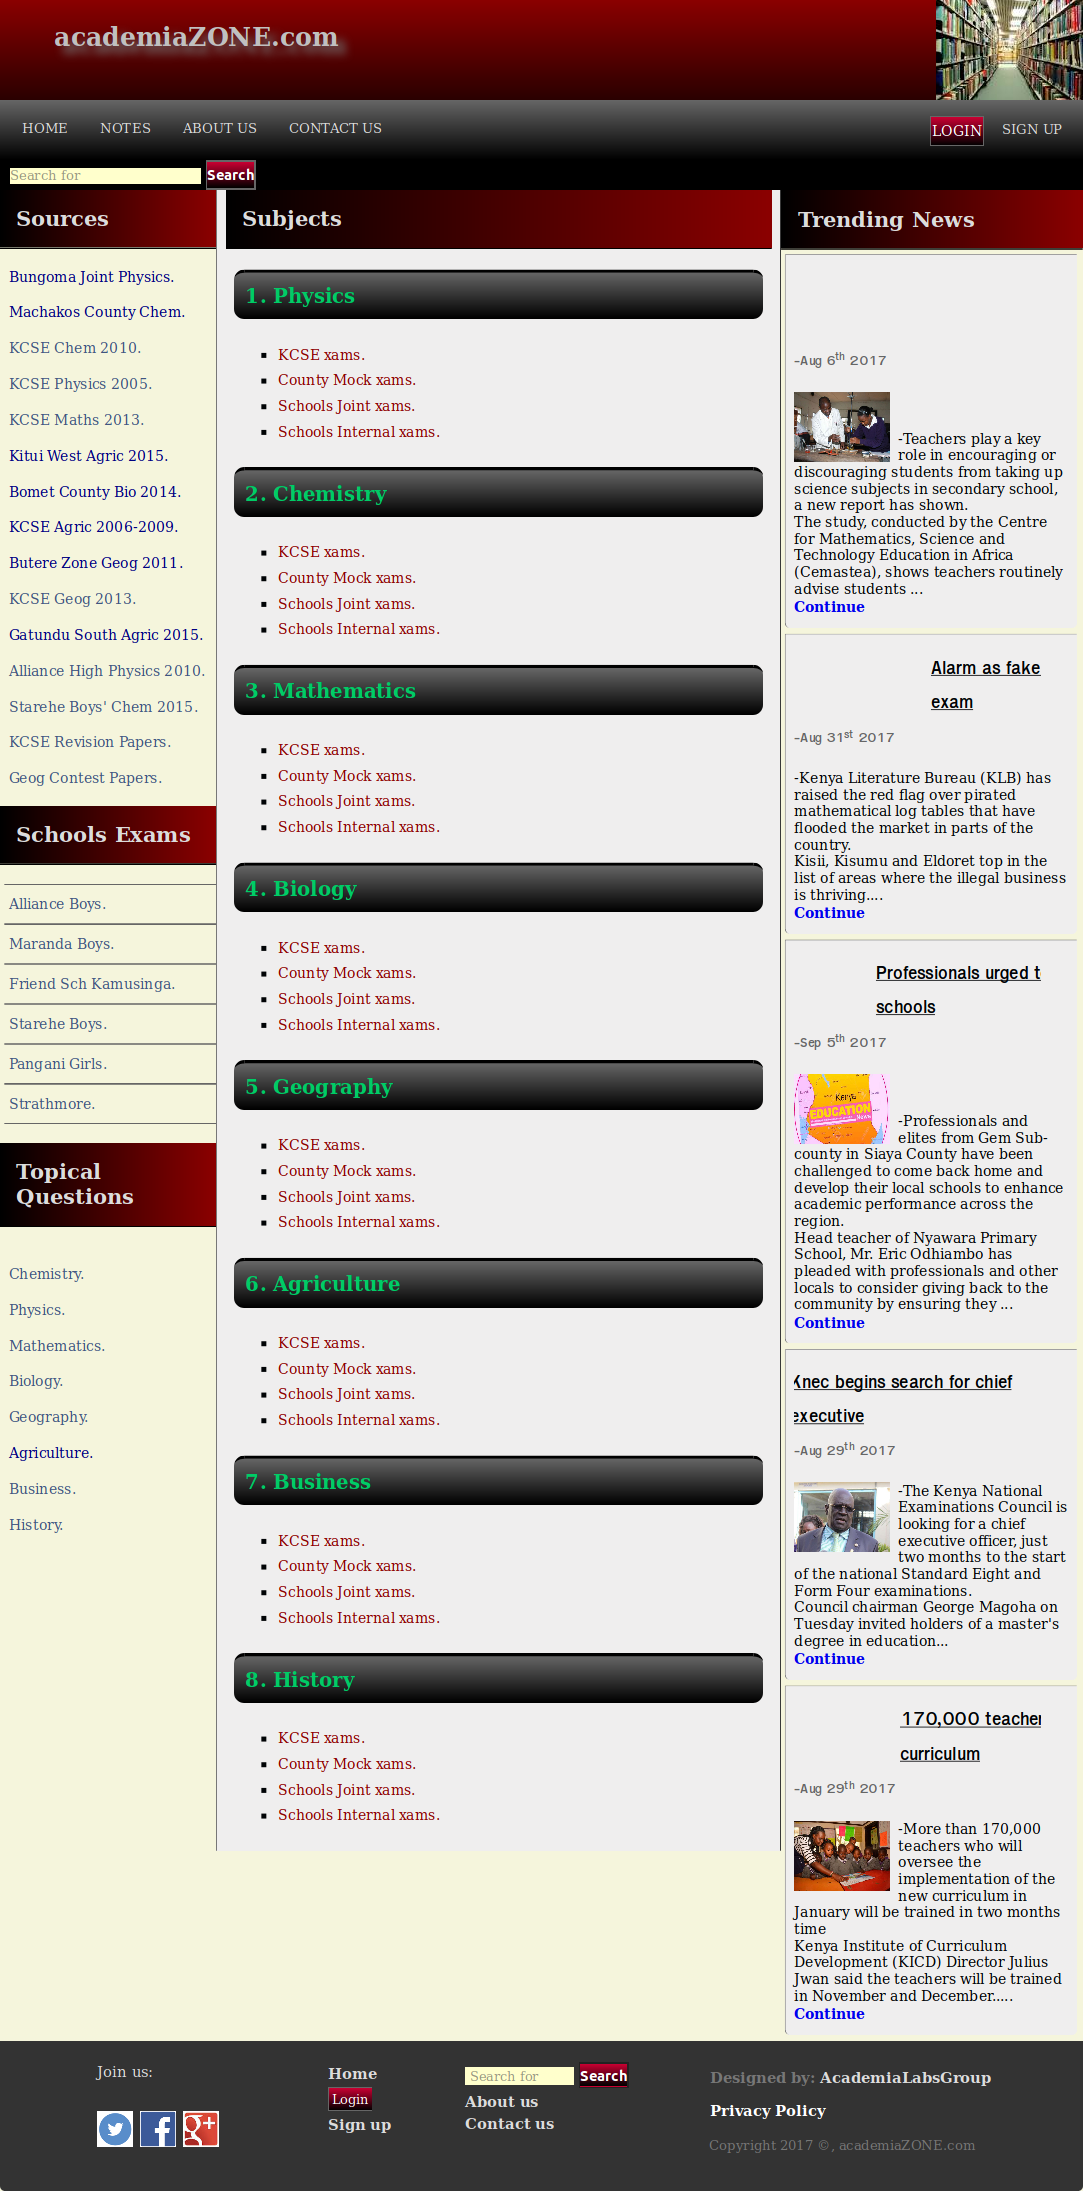 academiaZONE.com
HOME NOTES ABOUT US CONTACT US LOGIN SIGN UP
Search for Search
Sources
Bungoma Joint Physics.
Machakos County Chem.
KCSE Chem 2010.
KCSE Physics 2005.
KCSE Maths 2013.
Kitui West Agric 2015.
Bomet County Bio 2014.
KCSE Agric 2006-2009.
Butere Zone Geog 2011.
KCSE Geog 2013.
Gatundu South Agric 2015.
Alliance High Physics 2010.
Starehe Boys' Chem 2015.
KCSE Revision Papers.
Geog Contest Papers.
Schools Exams
Alliance Boys.
Maranda Boys.
Friend Sch Kamusinga.
Starehe Boys.
Pangani Girls.
Strathmore.
Topical
Questions
Chemistry.
Physics.
Mathematics.
Biology.
Geography.
Agriculture.
Business.
History.
Subjects
1. Physics
KCSE xams.
County Mock xams.
Schools Joint xams.
Schools Internal xams.
2. Chemistry
KCSE xams.
County Mock xams.
Schools Joint xams.
Schools Internal xams.
3. Mathematics
KCSE xams.
County Mock xams.
Schools Joint xams.
Schools Internal xams.
4. Biology
KCSE xams.
County Mock xams.
Schools Joint xams.
Schools Internal xams.
5. Geography
KCSE xams.
County Mock xams.
Schools Joint xams.
Schools Internal xams.
6. Agriculture
KCSE xams.
County Mock xams.
Schools Joint xams.
Schools Internal xams.
7. Business
KCSE xams.
County Mock xams.
Schools Joint xams.
Schools Internal xams.
8. History
KCSE xams.
County Mock xams.
Schools Joint xams.
Schools Internal xams.
Trending News
-Aug 6th 2017
-Teachers play a key
role in encouraging or
discouraging students from taking up
science subjects in secondary school,
a new report has shown.
The study, conducted by the Centre
for Mathematics, Science and
Technology Education in Africa
(Cemastea), shows teachers routinely
advise students ...
Continue
Alarm as fake
exam
-Aug 31st 2017
-Kenya Literature Bureau (KLB) has
raised the red flag over pirated
mathematical log tables that have
flooded the market in parts of the
country.
Kisii, Kisumu and Eldoret top in the
list of areas where the illegal business
is thriving....
Continue
Professionals urged t
schools
-Sep 5th 2017
Kenya
EDUCATION
News
-Professionals and
elites from Gem Sub-
county in Siaya County have been
challenged to come back home and
develop their local schools to enhance
academic performance across the
region.
Head teacher of Nyawara Primary
School, Mr. Eric Odhiambo has
pleaded with professionals and other
locals to consider giving back to the
community by ensuring they ...
Continue
Knec begins search for chief
executive
-Aug 29th 2017
-The Kenya National
Examinations Council is
looking for a chief
executive officer, just
two months to the start
of the national Standard Eight and
Form Four examinations.
Council chairman George Magoha on
Tuesday invited holders of a master's
degree in education...
Continue
170,000 teacher
curriculum
-Aug 29th 2017
-More than 170,000
teachers who will
oversee the
implementation of the
new curriculum in
January will be trained in two months
time
Kenya Institute of Curriculum
Development (KICD) Director Julius
Jwan said the teachers will be trained
in November and December.....
Continue
Join us:
Home
Login
Sign up
Search for Search
About us
Contact us
Designed by: AcademiaLabsGroup
Privacy Policy
Copyright 2017 ©, academiaZONE.com